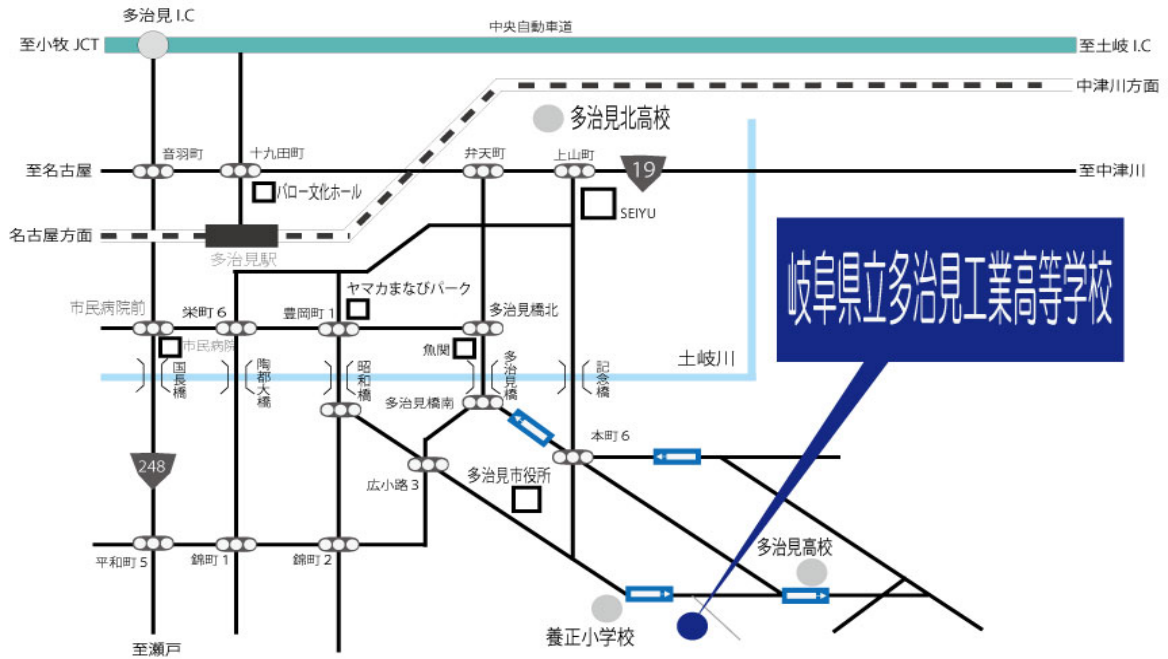 多治見 I.C
中央自動車道
至小牧 JCT
至土岐 I.C
中津川方面
多治見北高校
音羽町
十九田町
弁天町
上山町
至名古屋
19
至中津川
バロー文化ホール
SEIYU
名古屋方面
多治見駅
岐阜県立多治見工業高等学校
ヤマカまなびパーク
市民病院前
栄町 6
豊岡町 1
多治見橋北
市民病院
魚関
土岐川
国長橋
陶都大橋
昭和橋
多治見橋
記念橋
多治見橋南
本町 6
248
広小路 3
多治見市役所
平和町 5
錦町 1
錦町 2
多治見高校
養正小学校
至瀬戸